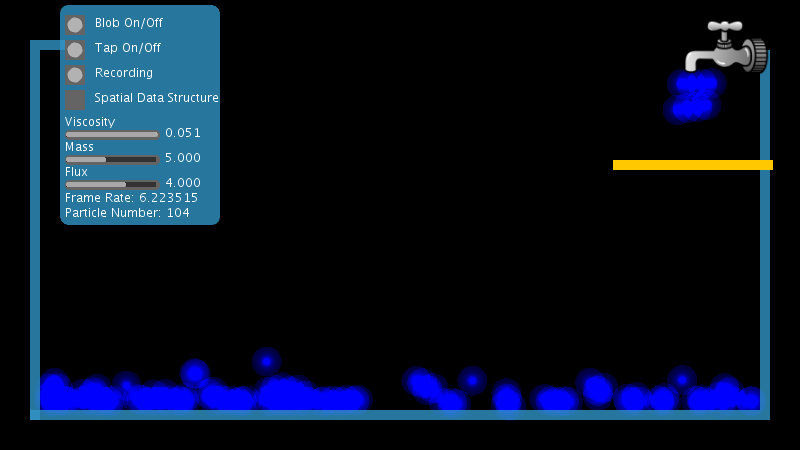 Blob On/Off
Tap On/Off
Recording
Spatial Data Structure
Viscosity
0.051
Mass
5.000
Flux
4.000
Frame Rate: 6.223515
Particle Number: 104